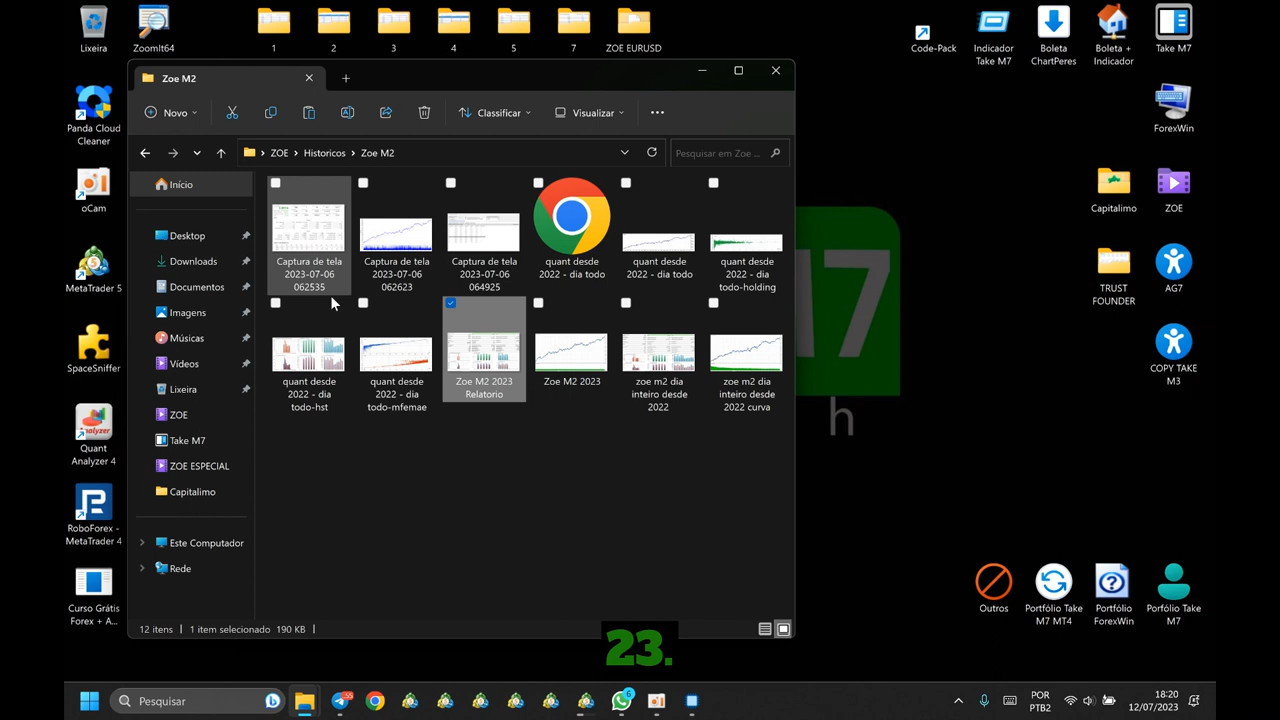 Lixeira
ZoomIt64
1
2
3
4
5
7
ZOE EURUSD
Code-Pack
Indicador
Take M7
Boleta
ChartPeres
Boleta +
Indicador
Take M7
Zoe M2
Novo
Classificar
Visualizar
ZOE
Historicos
Zoe M2
Pesquisar em Zoe ...
Início
Desktop
Downloads
Documentos
Imagens
Músicas
Vídeos
Lixeira
ZOE
Take M7
ZOE ESPECIAL
Capitalimo
Este Computador
Rede
Captura de tela
2023-07-06
062535
Captura de tela
2023-07-06
062623
Captura de tela
2023-07-06
064925
quant desde
2022 - dia todo
quant desde
2022 - dia todo
quant desde
2022 - dia
todo-holding
quant desde
2022 - dia
todo-hst
quant desde
2022 - dia
todo-mfemae
Zoe M2 2023
Relatorio
Zoe M2 2023
zoe m2 dia
inteiro desde
2022
zoe m2 dia
inteiro desde
2022 curva
12 itens
1 item selecionado 190 KB
Panda Cloud
Cleaner
oCam
MetaTrader 5
SpaceSniffer
Quant
Analyzer 4
RoboForex -
MetaTrader 4
Curso Grátis
Forex + A...
ForexWin
Capitalimo
ZOE
TRUST
FOUNDER
AG7
COPY TAKE
M3
M7
h
Outros
Portfólio Take
M7 MT4
Portfólio
ForexWin
Porfólio Take
M7
23.
Pesquisar
55
6
POR
PTB2
18:20
12/07/2023